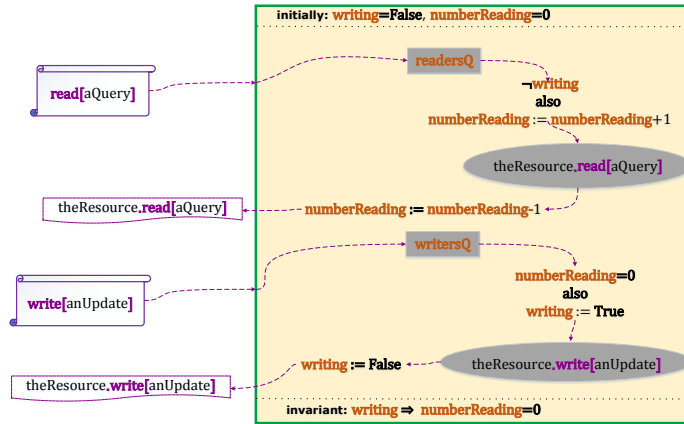 initially: writing=False, numberReading=0
readersQ
read[aQuery]
¬writing
also
numberReading := numberReading+1
theResource.read[aQuery]
theResource.read[aQuery]
numberReading := numberReading-1
writersQ
write[anUpdate]
numberReading=0
also
writing := True
theResource.write[anUpdate]
writing := False
theResource.write[anUpdate]
invariant: writing ⇒ numberReading=0